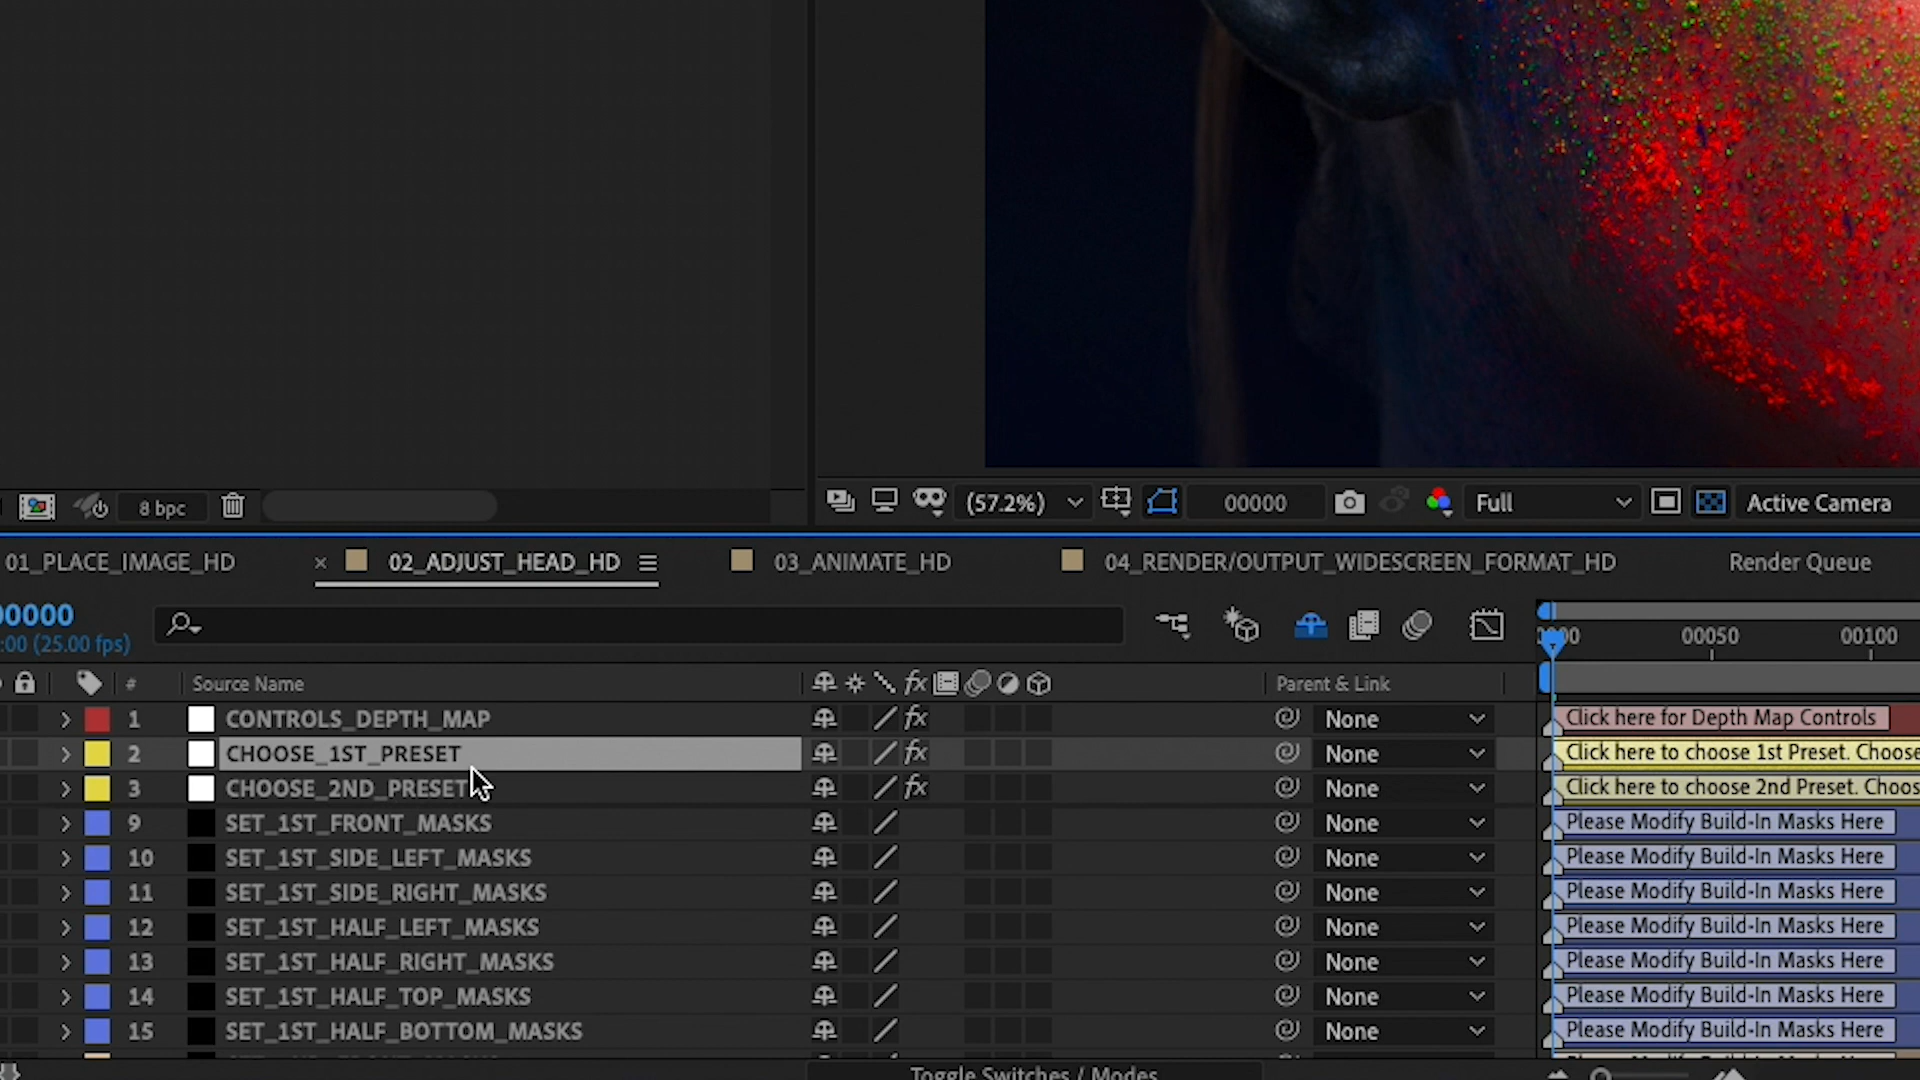 8 bpc
(57.2%) 00000 Full Active Camera
01_PLACE_IMAGE_HD × 02_ADJUST_HEAD_HD 03_ANIMATE_HD 04_RENDER/OUTPUT_WIDESCREEN_FORMAT_HD Render Queue
00000
:00 (25.00 fps)
00050 00100
# Source Name fx Parent & Link
1 CONTROLS_DEPTH_MAP fx None Click here for Depth Map Controls
2 CHOOSE_1ST_PRESET fx None Click here to choose 1st Preset. Choose
3 CHOOSE_2ND_PRESET fx None Click here to choose 2nd Preset. Choos
9 SET_1ST_FRONT_MASKS None Please Modify Build-In Masks Here
10 SET_1ST_SIDE_LEFT_MASKS None Please Modify Build-In Masks Here
11 SET_1ST_SIDE_RIGHT_MASKS None Please Modify Build-In Masks Here
12 SET_1ST_HALF_LEFT_MASKS None Please Modify Build-In Masks Here
13 SET_1ST_HALF_RIGHT_MASKS None Please Modify Build-In Masks Here
14 SET_1ST_HALF_TOP_MASKS None Please Modify Build-In Masks Here
15 SET_1ST_HALF_BOTTOM_MASKS None Please Modify Build-In Masks Here
Toggle Switches / Modes